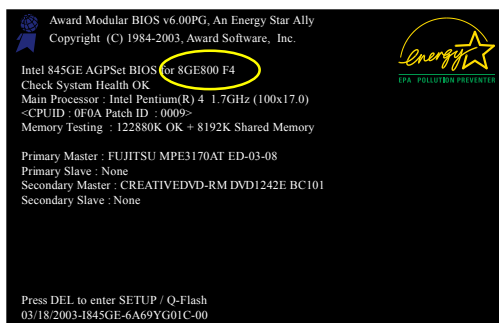 Award Modular BIOS v6.00PG, An Energy Star Ally
Copyright (C) 1984-2003, Award Software, Inc.
energy
EPA POLLUTION PREVENTER
Intel 845GE AGPSet BIOS for 8GE800 F4
Check System Health OK
Main Processor : Intel Pentium(R) 4 1.7GHz (100x17.0)
<CPUID : 0F0A Patch ID : 0009>
Memory Testing : 122880K OK + 8192K Shared Memory
Primary Master : FUJITSU MPE3170AT ED-03-08
Primary Slave : None
Secondary Master : CREATIVEDVD-RM DVD1242E BC101
Secondary Slave : None
Press DEL to enter SETUP / Q-Flash
03/18/2003-I845GE-6A69YG01C-00